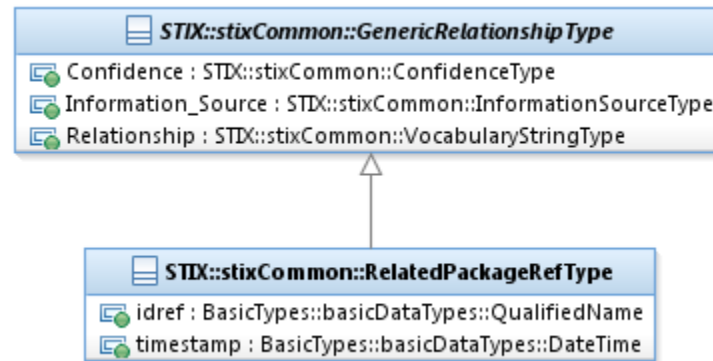 STIX::stixCommon::GenericRelationshipType
Confidence : STIX::stixCommon::ConfidenceType
Information_Source : STIX::stixCommon::InformationSourceType
Relationship : STIX::stixCommon::VocabularyStringType
STIX::stixCommon::RelatedPackageRefType
idref : BasicTypes::basicDataTypes::QualifiedName
timestamp : BasicTypes::basicDataTypes::DateTime